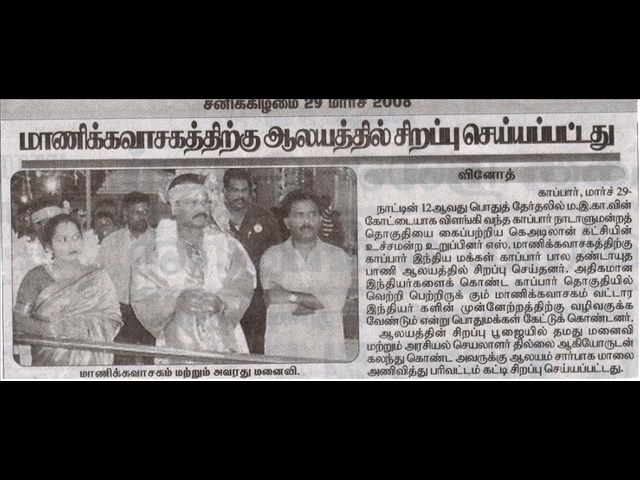 சனிக்கிழமை 29 மார்ச் 2008
மாணிக்கவாசகத்திற்கு ஆலயத்தில் சிறப்பு செய்யப்பட்டது
வினோத்
காப்பார், மார்ச் 29-
நாட்டின் 12ஆவது பொதுத் தேர்தலில் ம.இ.கா.வின்
கோட்டையாக விளங்கி வந்த காப்பார் நாடாளுமன்றத்
தொகுதியை கைப்பற்றிய கெஅடிலான் கட்சியின்
உச்சமன்ற உறுப்பினர் எஸ். மாணிக்கவாசகத்திற்கு
காப்பார் இந்திய மக்கள் காப்பார் பால தண்டாயுத
பாணி ஆலயத்தில் சிறப்பு செய்தனர். அதிகமான
இந்தியர்களைக் கொண்ட காப்பார் தொகுதியில்
வெற்றி பெற்றிருக் கும் மாணிக்கவாசகம் வட்டார
இந்தியர் களின் முன்னேற்றத்திற்கு வழிவகுக்க
வேண்டும் என்று பொதுமக்கள் கேட்டுக் கொண்டனர்.
ஆலயத்தின் சிறப்பு பூஜையில் தமது மனைவி
மற்றும் அரசியல் செயலாளர் தில்லை ஆகியோருடன்
கலந்து கொண்ட அவருக்கு ஆலயம் சார்பாக மாலை
அணிவித்து பரிவட்டம் கட்டி சிறப்பு செய்யப்பட்டது.
மாணிக்கவாசகம் மற்றும் அவரது மனைவி.